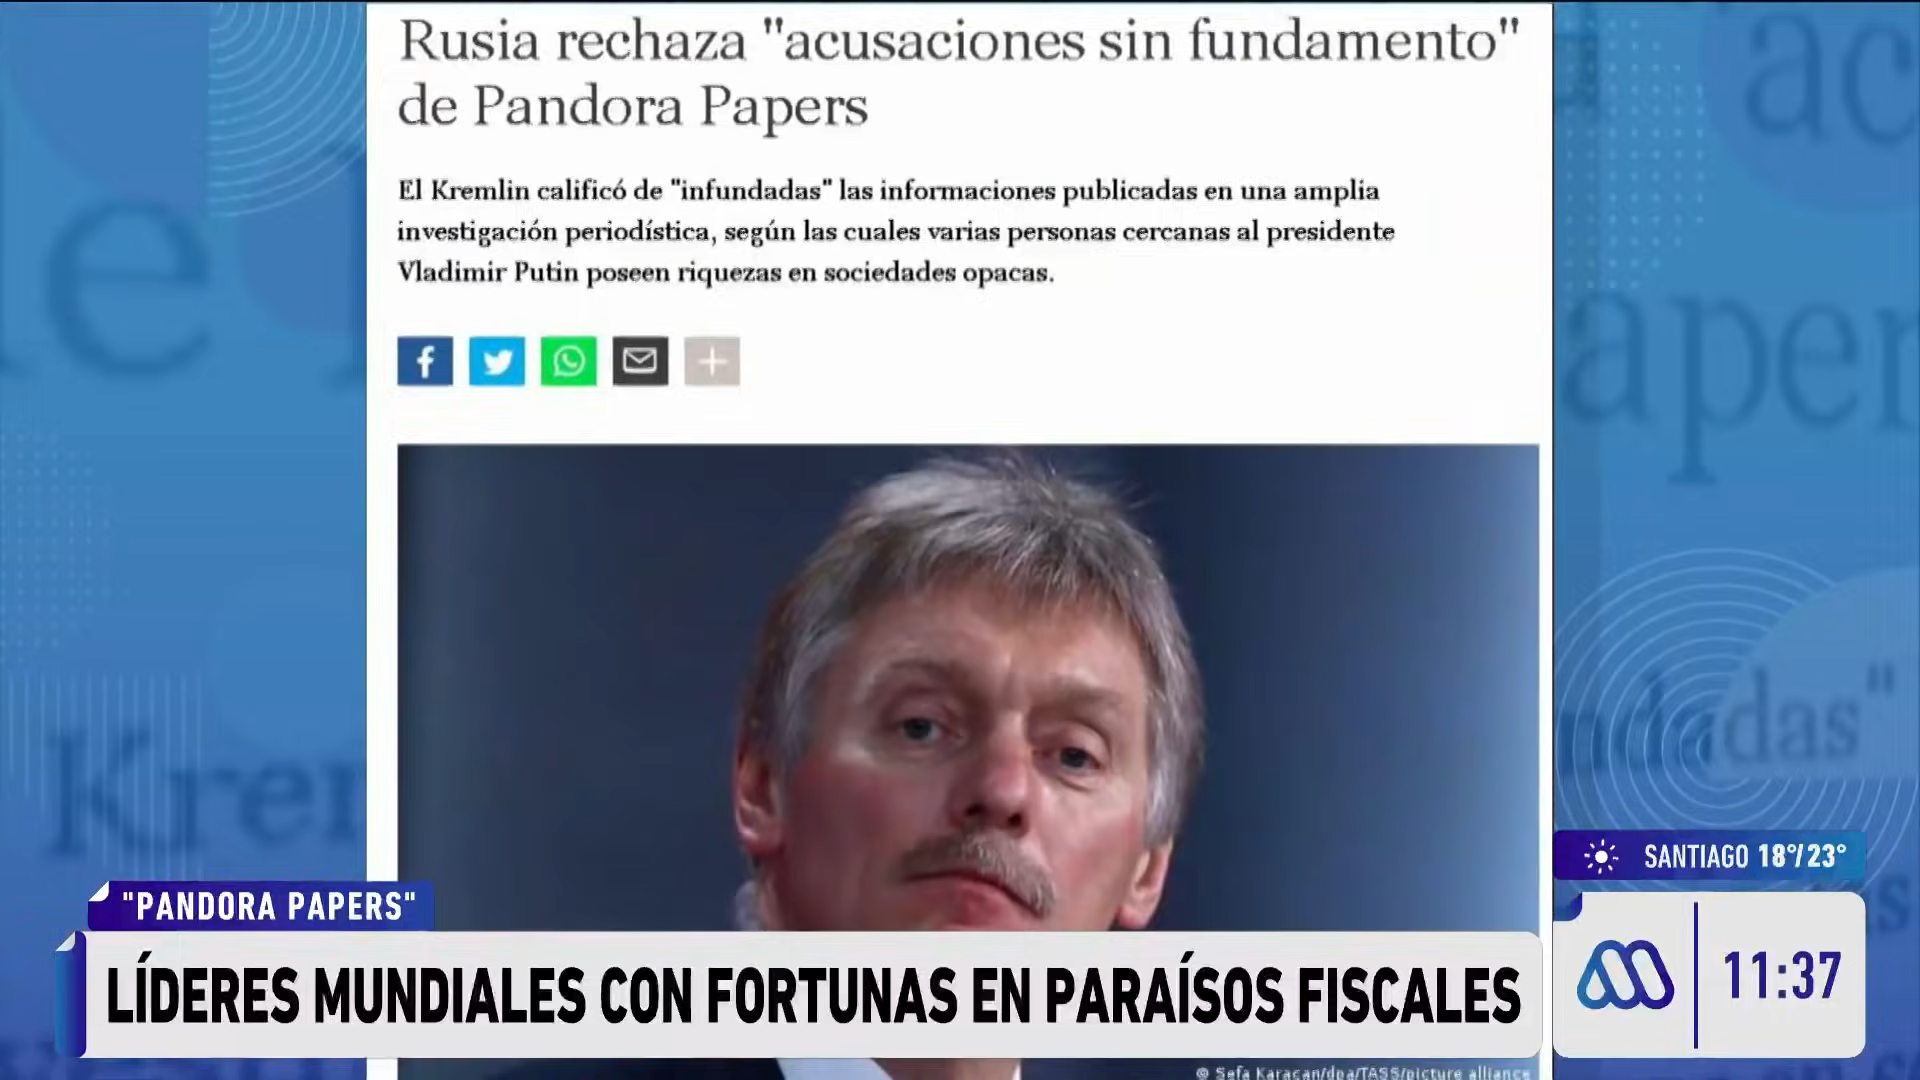 Rusia rechaza "acusaciones sin fundamento"
de Pandora Papers
El Kremlin calificó de "infundadas" las informaciones publicadas en una amplia
investigación periodística, según las cuales varias personas cercanas al presidente
Vladimir Putin poseen riquezas en sociedades opacas.
© Sefa Karacan/dpa/TASS/picture alliance
SANTIAGO 18°/23°
"PANDORA PAPERS"
LÍDERES MUNDIALES CON FORTUNAS EN PARAÍSOS FISCALES
11:37